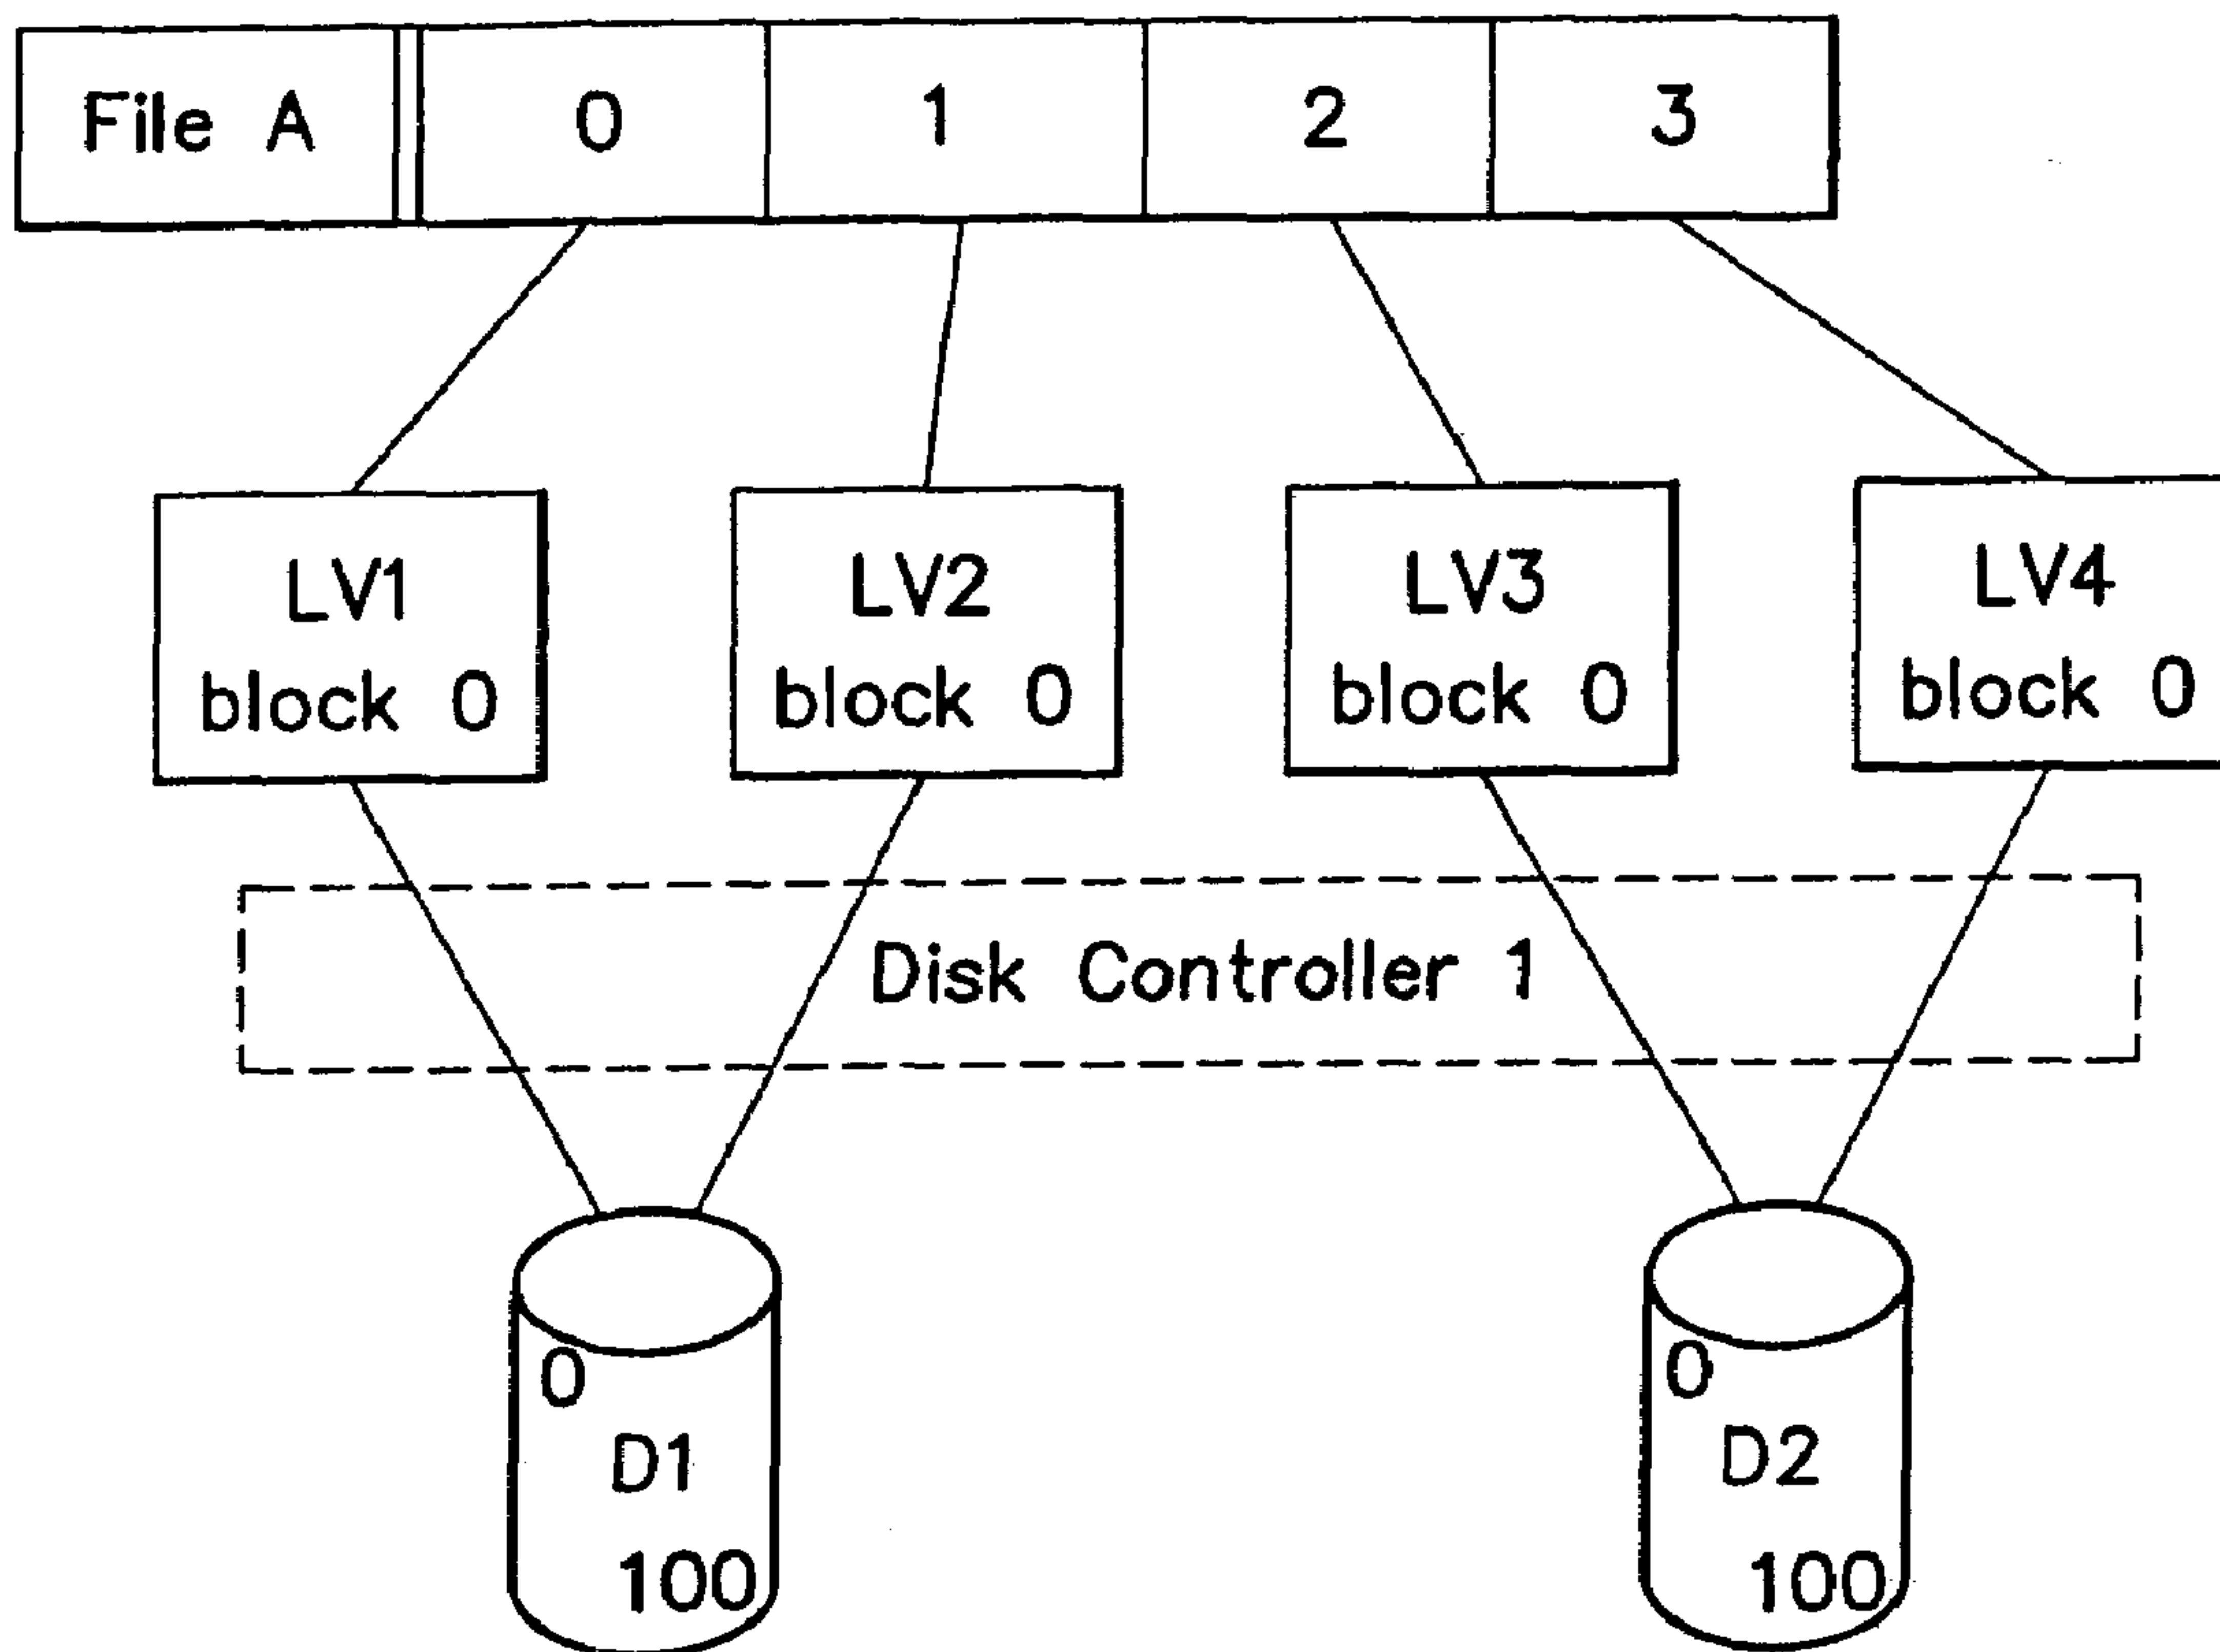 File A 0 1 2 3
LV1 LV2 LV3 LV4
block 0 block 0 block 0 block 0
Disk Controller 1
0 0
D1 D2
100 100